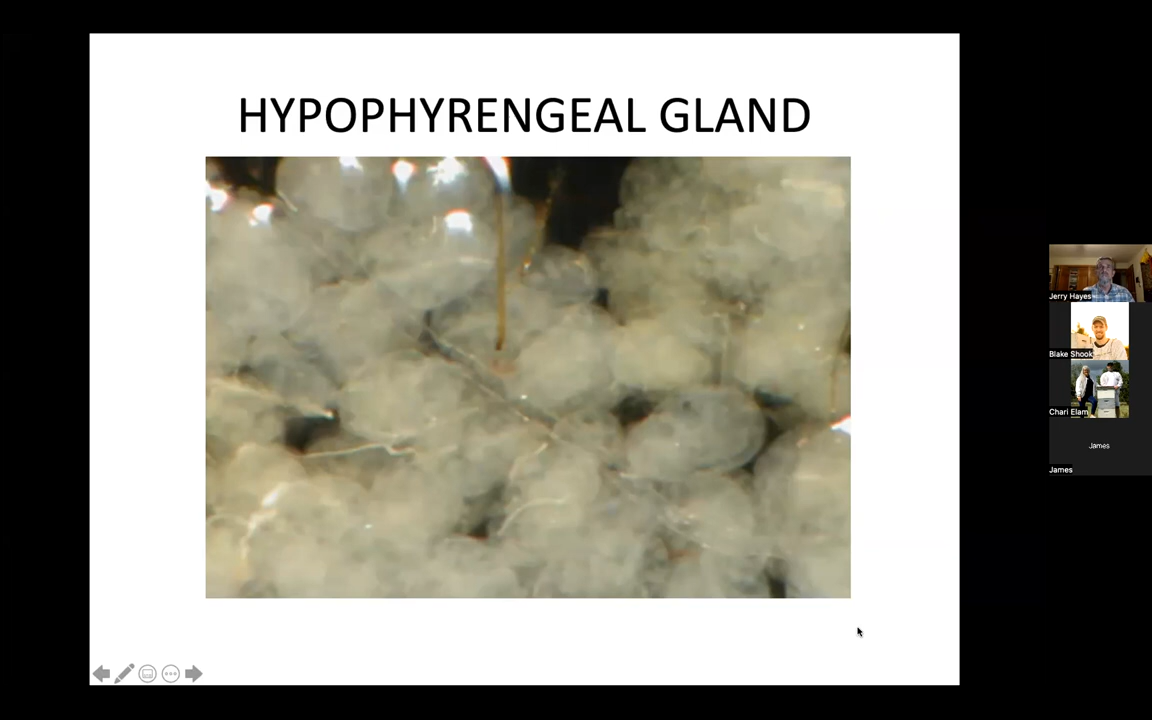 HYPOPHYRENGEAL GLAND
Jerry Hayes
Blake Shook
Chari Elam
James
James